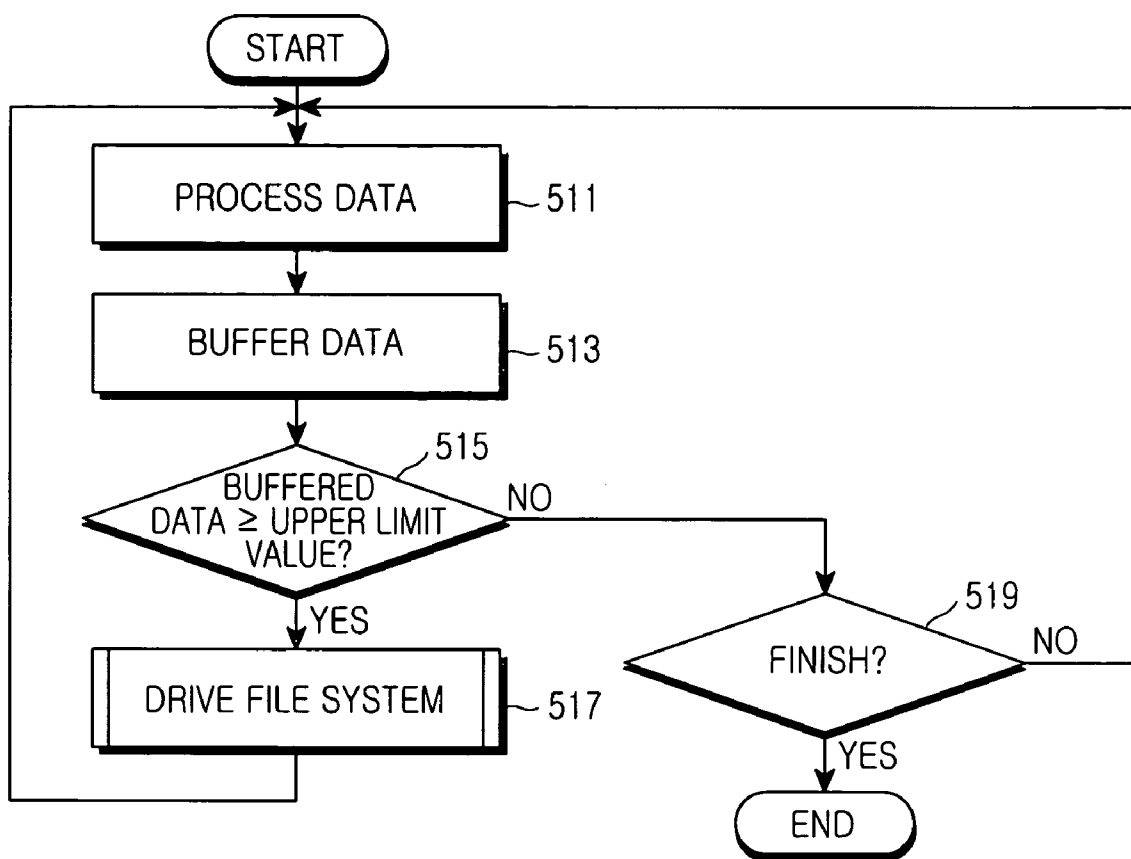 START
PROCESS DATA
511
BUFFER DATA
513
515
BUFFERED
DATA ≥ UPPER LIMIT
VALUE?
NO
YES
DRIVE FILE SYSTEM
517
519
FINISH?
NO
YES
END